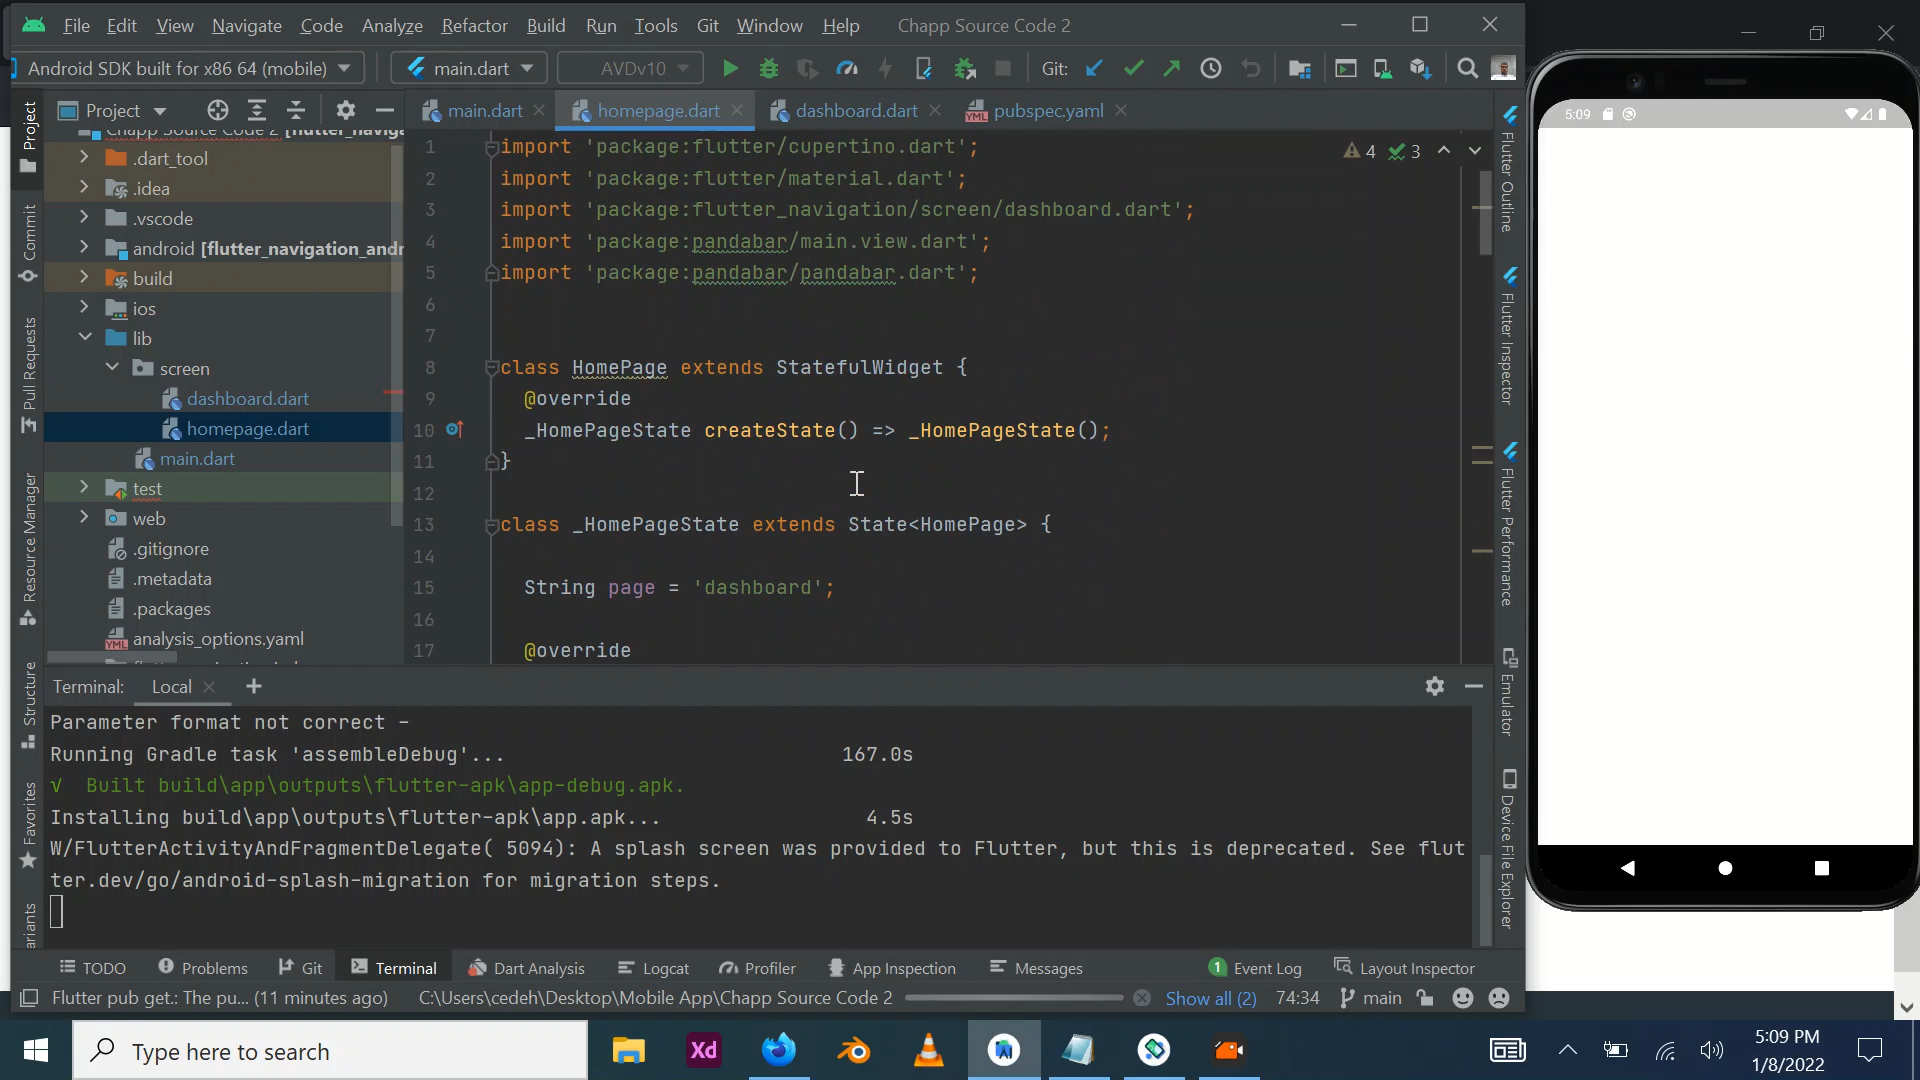 File Edit View Navigate Code Analyze Refactor Build Run Tools Git Window Help Chapp Source Code 2
Android SDK built for x86 64 (mobile) main.dart AVDv10 Git:
Project main.dart homepage.dart dashboard.dart pubspec.yaml
Chapp Source Code 2 [flutter_naviga
.dart_tool
.idea
.vscode
android [flutter_navigation_andr
build
ios
lib
screen
dashboard.dart
homepage.dart
main.dart
test
web
.gitignore
.metadata
.packages
analysis_options.yaml
Project
Commit
Pull Requests
Resource Manager
Structure
Favorites
ariants
4 3
1 import 'package:flutter/cupertino.dart';
2 import 'package:flutter/material.dart';
3 import 'package:flutter_navigation/screen/dashboard.dart';
4 import 'package:pandabar/main.view.dart';
5 import 'package:pandabar/pandabar.dart';
6
7
8 class HomePage extends StatefulWidget {
9 @override
10 _HomePageState createState() => _HomePageState();
11 }
12
13 class _HomePageState extends State<HomePage> {
14
15 String page = 'dashboard';
16
17 @override
Flutter Outline
Flutter Inspector
Flutter Performance
Emulator
Device File Explorer
5:09
Terminal: Local
Parameter format not correct -
Running Gradle task 'assembleDebug'... 167.0s
√ Built build\app\outputs\flutter-apk\app-debug.apk.
Installing build\app\outputs\flutter-apk\app.apk... 4.5s
W/FlutterActivityAndFragmentDelegate( 5094): A splash screen was provided to Flutter, but this is deprecated. See flut
ter.dev/go/android-splash-migration for migration steps.
TODO Problems Git Terminal Dart Analysis Logcat Profiler App Inspection Messages 1 Event Log Layout Inspector
Flutter pub get.: The pu... (11 minutes ago) C:\Users\cedeh\Desktop\Mobile App\Chapp Source Code 2 Show all (2) 74:34 main
Type here to search
Xd
5:09 PM
1/8/2022